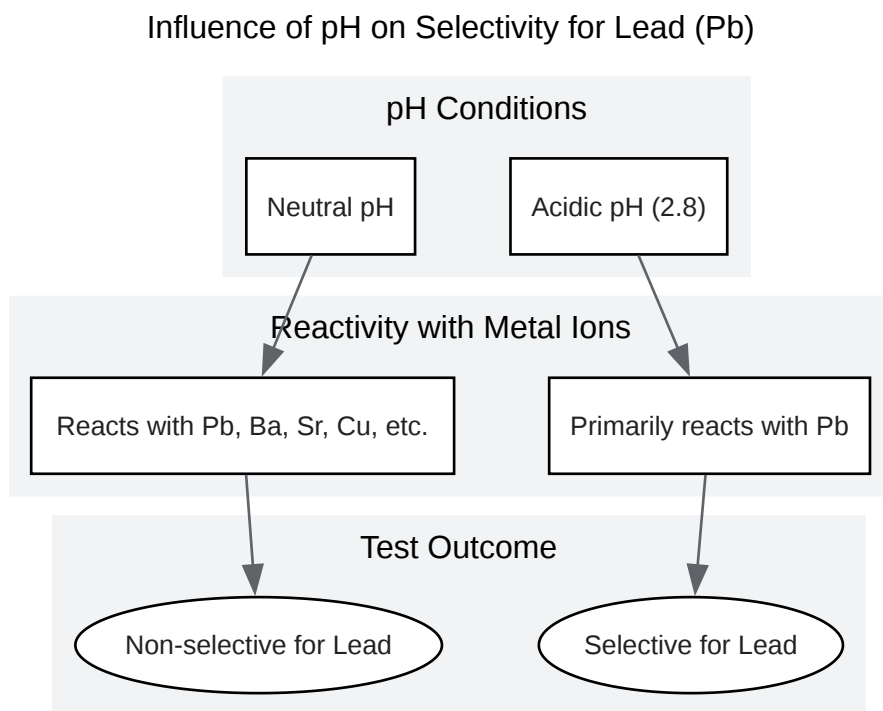 Influence of pH on Selectivity for Lead (Pb)
pH Conditions
Neutral pH
Acidic pH (2.8)
Reactivity with Metal Ions
Reacts with Pb, Ba, Sr, Cu, etc.
Primarily reacts with Pb
Test Outcome
Non-selective for Lead
Selective for Lead